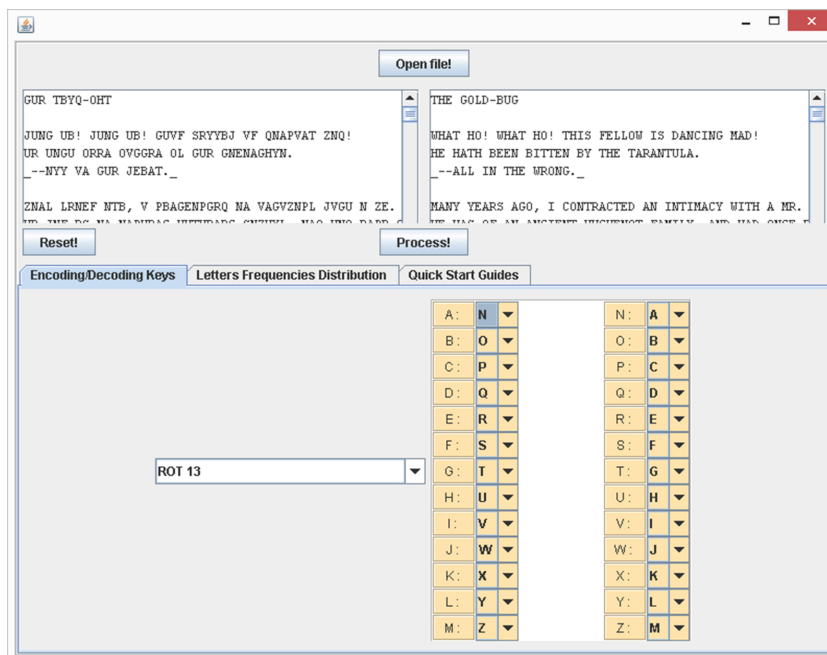 Open file!
GUR TBYQ-OHT
JUNG UB! JUNG UB! GUVF SRYYBJ VF QNAPVAT ZNQ!
UR UNGU ORRA OVGGRA OL GUR GNENAGHYN.
_--NYY VA GUR JEBAT._
ZNAL LRNEF NTB, V PBAGENPGRQ NA VAGVZNPL JVGU N ZE.
THE GOLD-BUG
WHAT HO! WHAT HO! THIS FELLOW IS DANCING MAD!
HE HATH BEEN BITTEN BY THE TARANTULA.
_--ALL IN THE WRONG._
MANY YEARS AGO, I CONTRACTED AN INTIMACY WITH A MR.
Reset! Process!
Encoding/Decoding Keys Letters Frequencies Distribution Quick Start Guides
A: N N: A
B: O O: B
C: P P: C
D: Q Q: D
E: R R: E
F: S S: F
ROT 13 G: T T: G
H: U U: H
I: V V: I
J: W W: J
K: X X: K
L: Y Y: L
M: Z Z: M